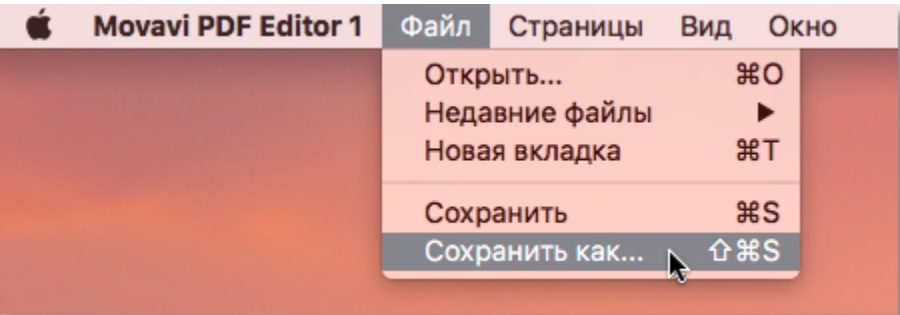 Movavi PDF Editor 1 Файл Страницы Вид Окно
Открыть... ⌘O
Недавние файлы ▶
Новая вкладка ⌘T
Сохранить ⌘S
Сохранить как... ⇧⌘S